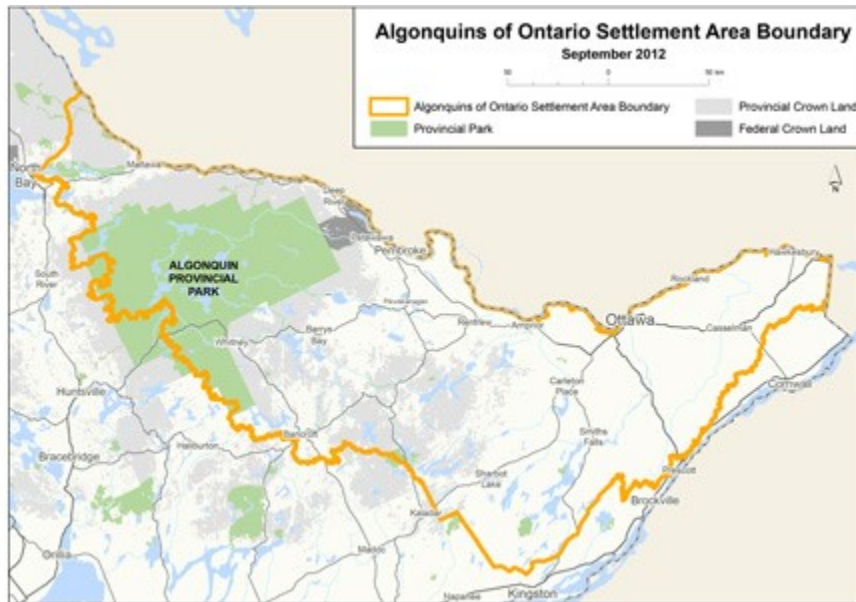 Algonquins of Ontario Settlement Area Boundary
September 2012
50 0 50 km
Algonquins of Ontario Settlement Area Boundary
Provincial Crown Land
Provincial Park
Federal Crown Land
N
North
Bay
Mattawa
Deep
River
Petawawa
Pembroke
Hawkesbury
ALGONQUIN
PROVINCIAL
PARK
South
River
Rockland
Renfrew
Arnprior
Ottawa
Casselman
Whitney
Barrys
Bay
Cornwall
Huntsville
Carleton
Place
Bancroft
Smiths
Falls
Haliburton
Bracebridge
Sharbot
Lake
Prescott
Brockville
Kaladar
Madoc
Orillia
Napanee
Kingston